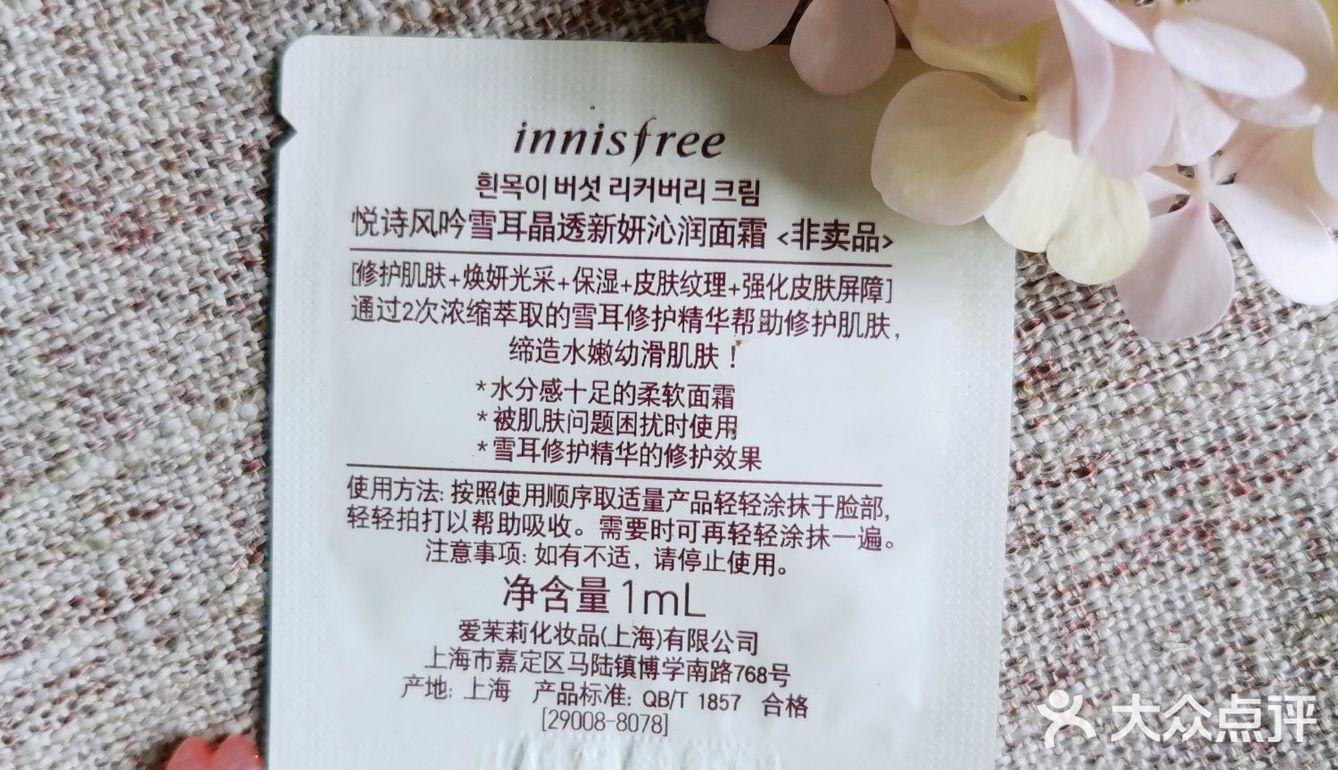 innisfree
흰목이 버섯 리커버리 크림
悦诗风吟雪耳晶透新妍沁润面霜 <非卖品>
[修护肌肤+焕妍光采+保湿+皮肤纹理+强化皮肤屏障]
通过2次浓缩萃取的雪耳修护精华帮助修护肌肤,
缔造水嫩幼滑肌肤！
*水分感十足的柔软面霜
*被肌肤问题困扰时使用
*雪耳修护精华的修护效果
使用方法: 按照使用顺序取适量产品轻轻涂抹于脸部,
轻轻拍打以帮助吸收。需要时可再轻轻涂抹一遍。
注意事项: 如有不适，请停止使用。
净含量 1mL
爱茉莉化妆品(上海)有限公司
上海市嘉定区马陆镇博学南路768号
产地: 上海 产品标准: QB/T 1857 合格
[29008-8078]
大众点评